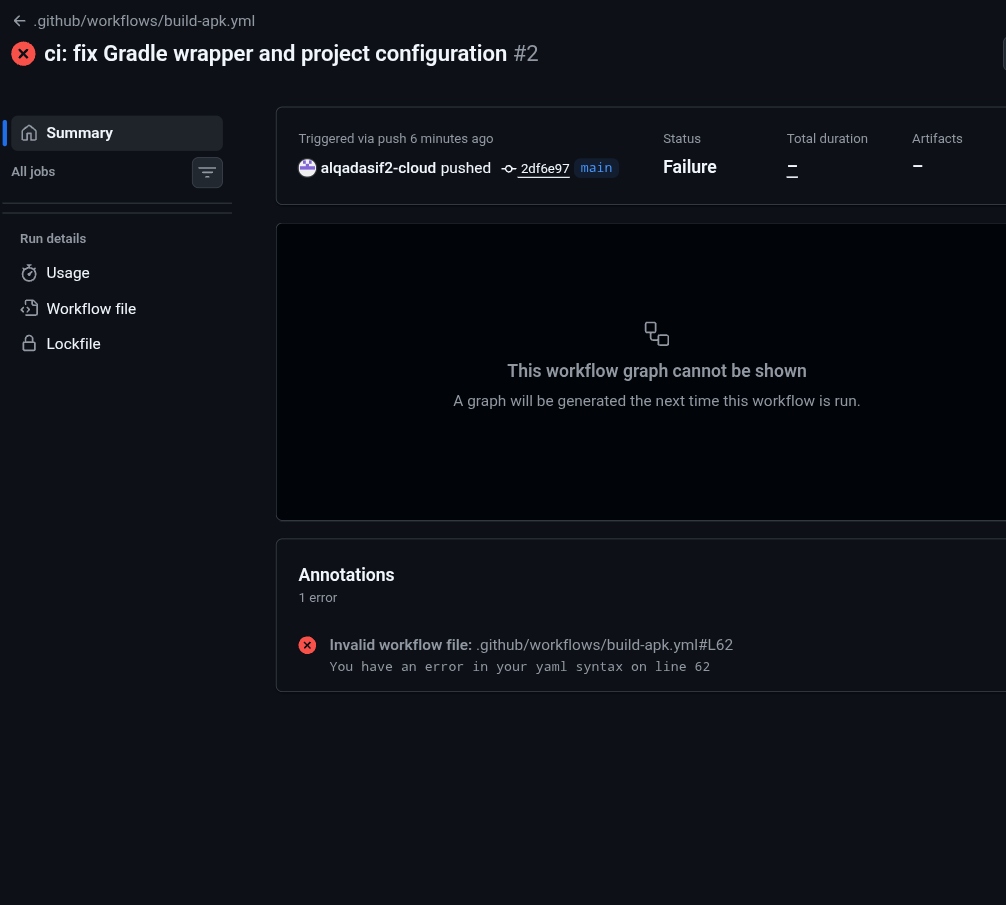 .github/workflows/build-apk.yml
ci: fix Gradle wrapper and project configuration #2
Summary
All jobs
Run details
Usage
Workflow file
Lockfile
Triggered via push 6 minutes ago
alqadasif2-cloud pushed 2df6e97 main
Status
Failure
Total duration
–
Artifacts
–
This workflow graph cannot be shown
A graph will be generated the next time this workflow is run.
Annotations
1 error
Invalid workflow file: .github/workflows/build-apk.yml#L62
You have an error in your yaml syntax on line 62